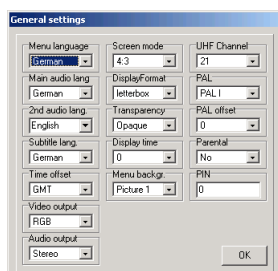 General settings
Menu language
German
Main audio lang
German
2nd audio lang.
English
Subtitle lang.
German
Time offset
GMT
Video output
RGB
Audio output
Stereo
Screen mode
4:3
DisplayFormat
letterbox
Transparency
Opaque
Display time
0
Menu backgr.
Picture 1
UHF Channel
21
PAL
PAL I
PAL offset
0
Parental
No
PIN
0
OK